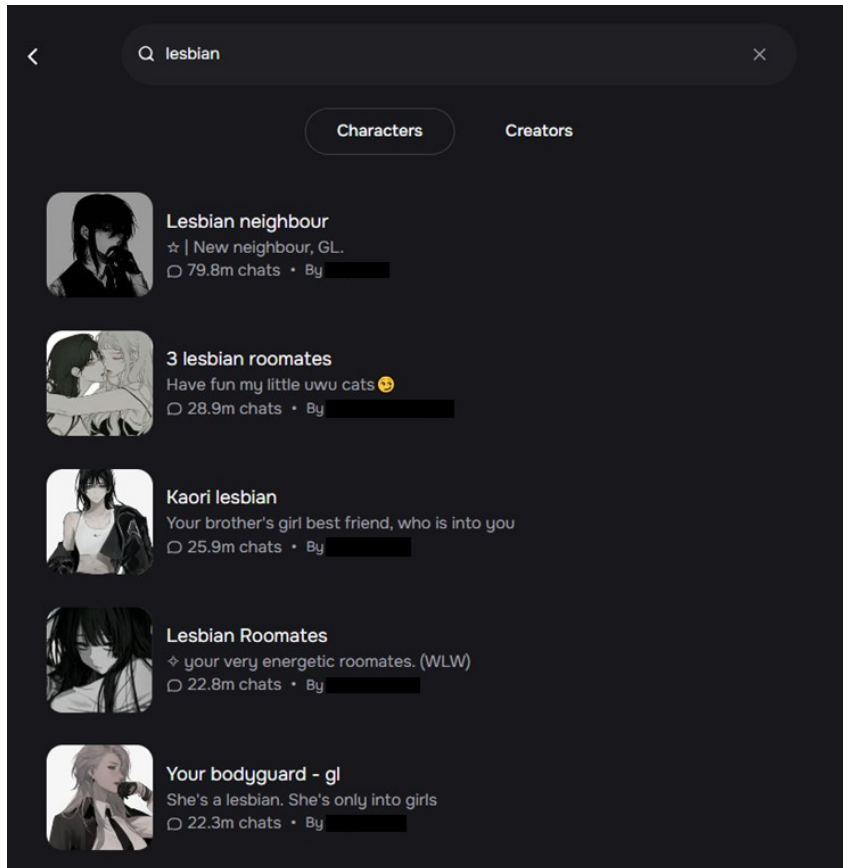 lesbian
Characters
Creators
Lesbian neighbour
☆ | New neighbour, GL.
79.8m chats • By
3 lesbian roomates
Have fun my little uwu cats😏
28.9m chats • By
Kaori lesbian
Your brother's girl best friend, who is into you
25.9m chats • By
Lesbian Roomates
✧ your very energetic roomates. (WLW)
22.8m chats • By
Your bodyguard - gl
She's a lesbian. She's only into girls
22.3m chats • By